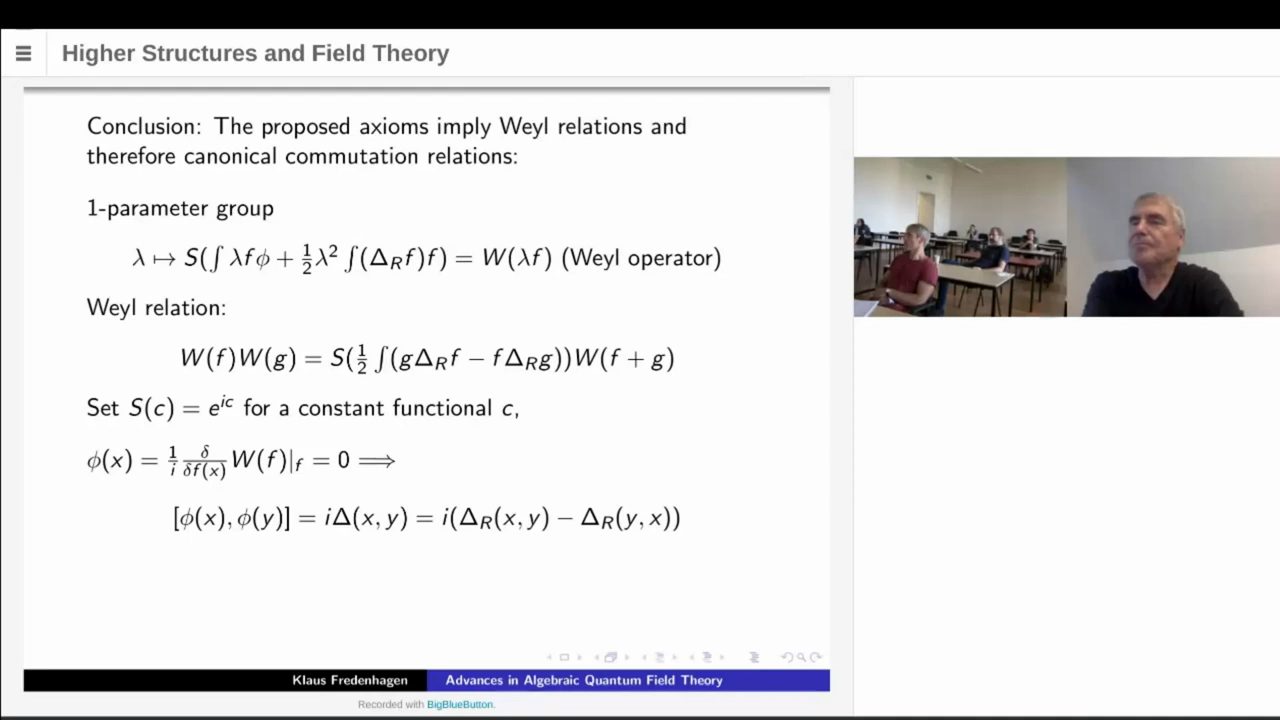 Higher Structures and Field Theory
Conclusion: The proposed axioms imply Weyl relations and
therefore canonical commutation relations:
1-parameter group
λ ↦ S(∫ λfϕ + ½λ² ∫(Δ_R f)f) = W(λf) (Weyl operator)
Weyl relation:
W(f)W(g) = S(½ ∫(gΔ_R f − fΔ_R g))W(f + g)
Set S(c) = e^{ic} for a constant functional c,
ϕ(x) = \frac{1}{i} \frac{δ}{δf(x)} W(f)|_f = 0 ⟹
[ϕ(x), ϕ(y)] = iΔ(x, y) = i(Δ_R(x, y) − Δ_R(y, x))
Klaus Fredenhagen Advances in Algebraic Quantum Field Theory
Recorded with BigBlueButton.